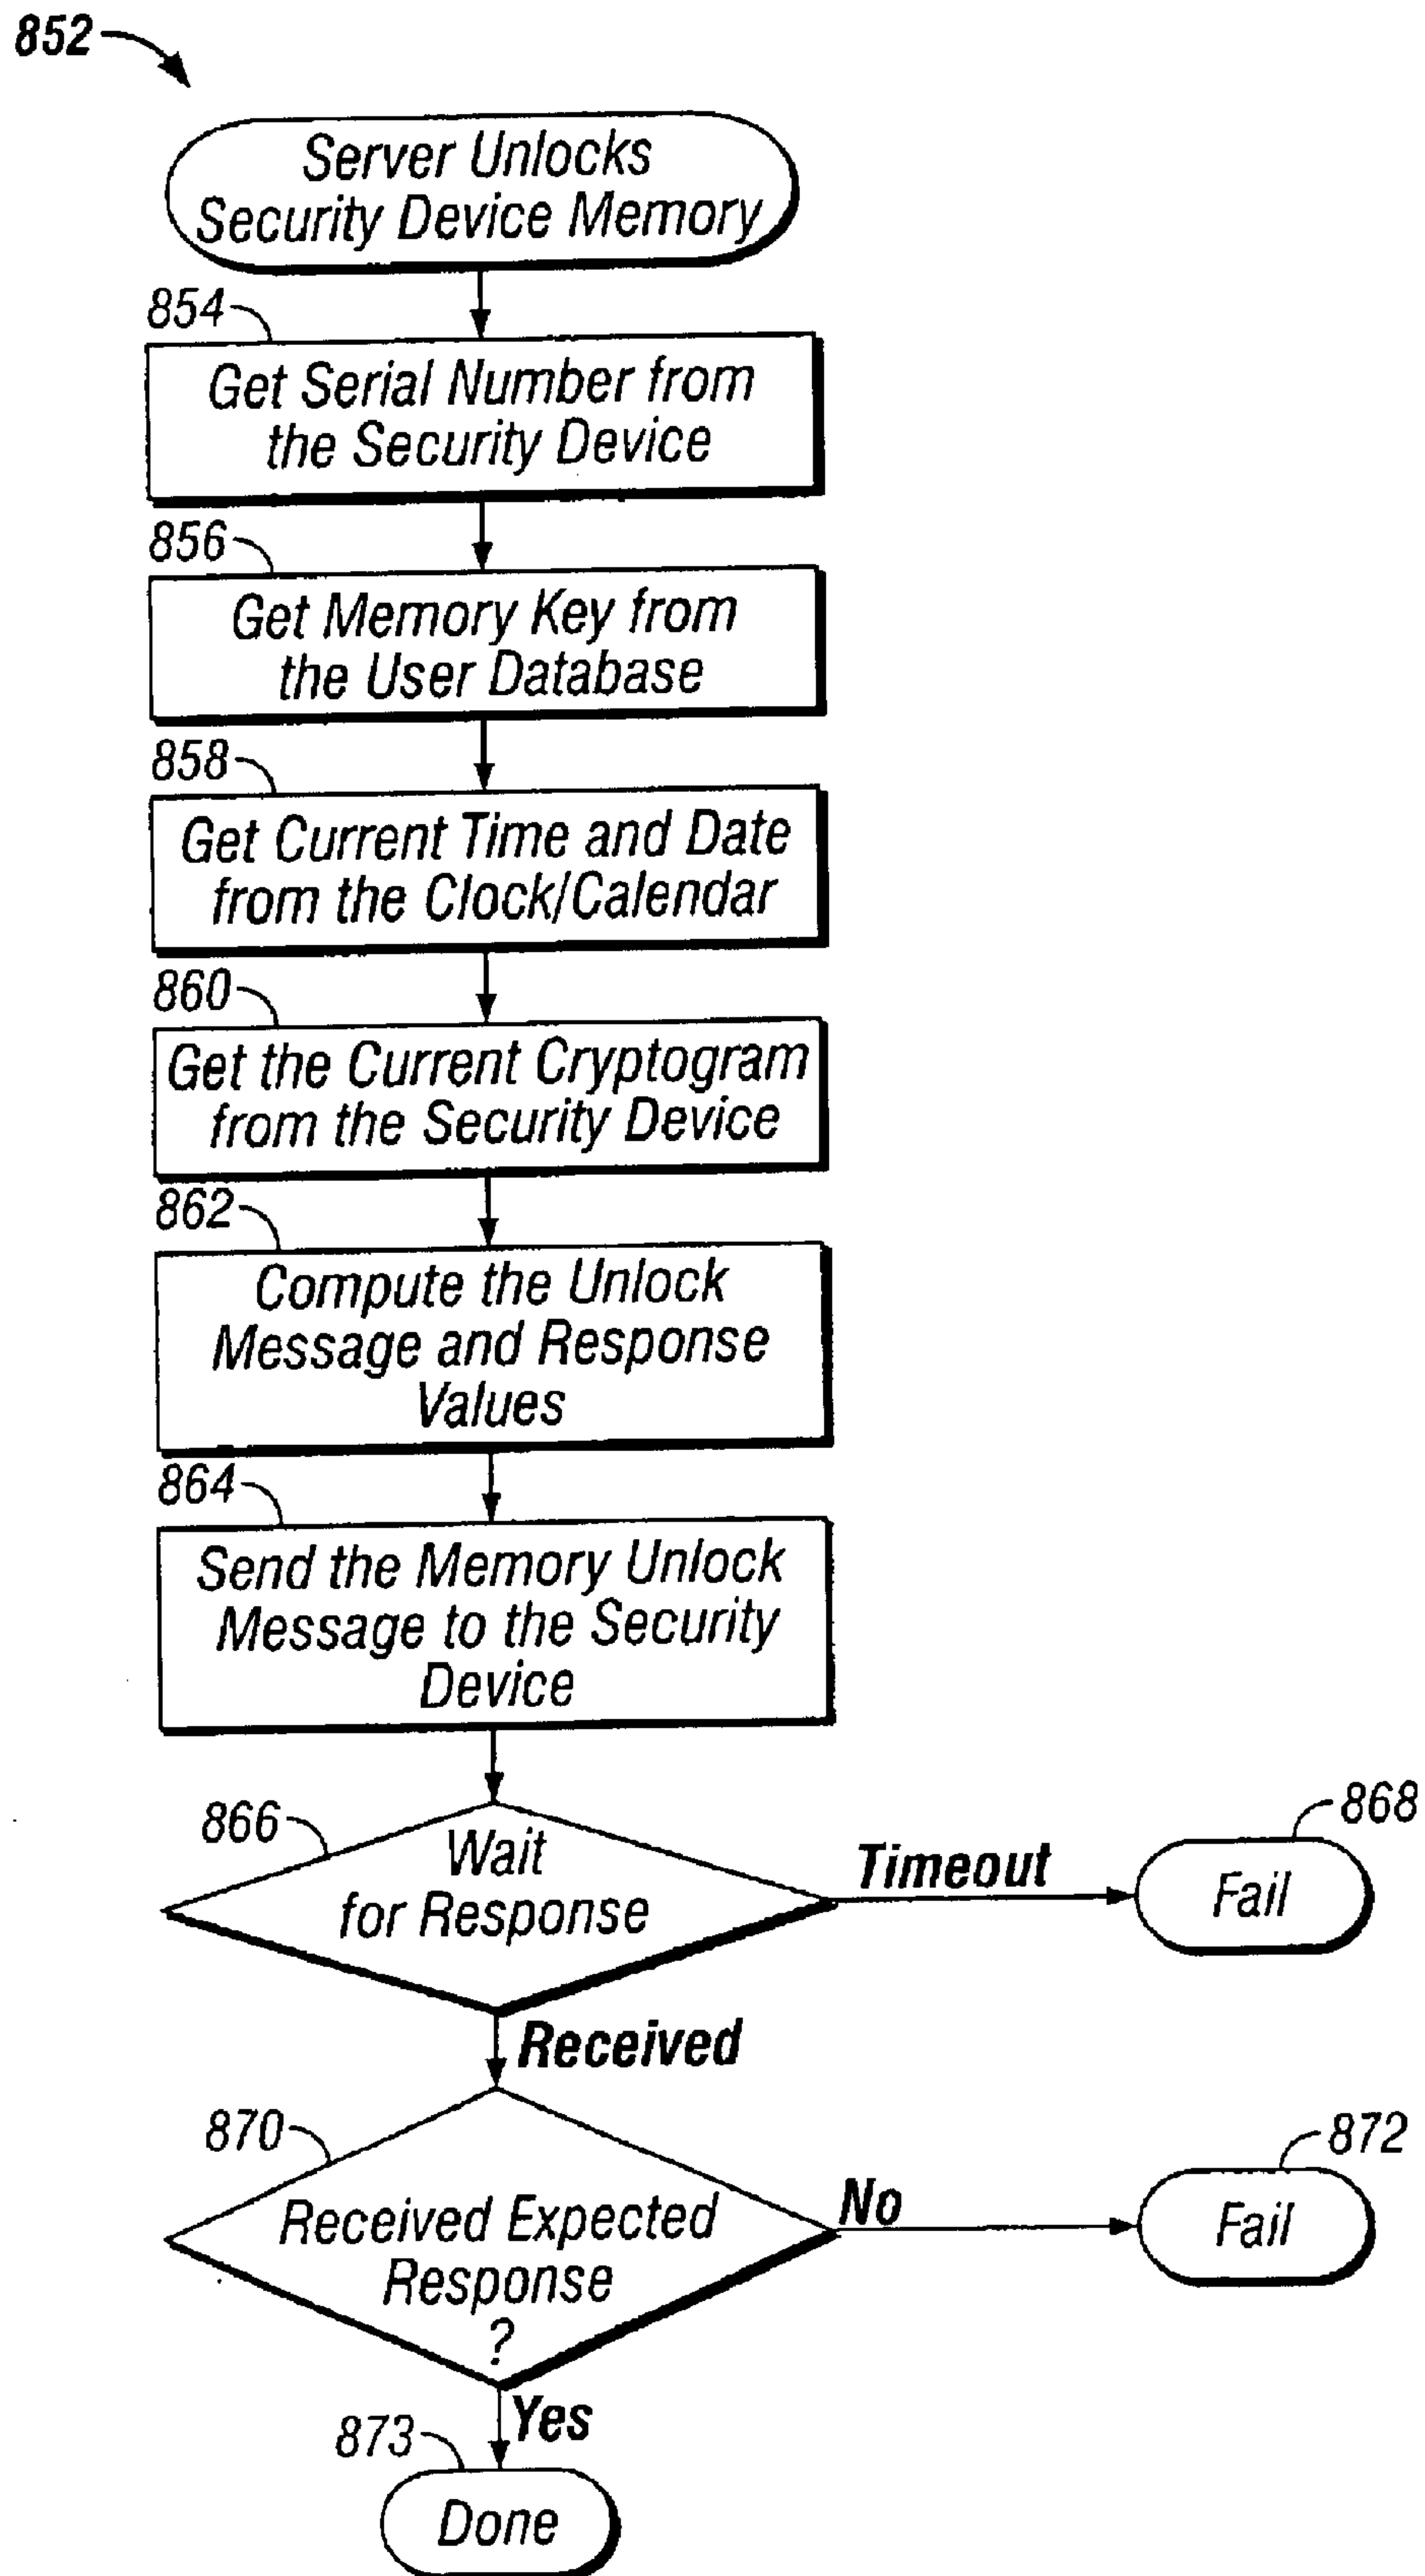 852
Server Unlocks
Security Device Memory
854
Get Serial Number from
the Security Device
856
Get Memory Key from
the User Database
858
Get Current Time and Date
from the Clock/Calendar
860
Get the Current Cryptogram
from the Security Device
862
Compute the Unlock
Message and Response
Values
864
Send the Memory Unlock
Message to the Security
Device
866
Wait
for Response
Timeout
868
Fail
Received
870
Received Expected
Response
?
No
872
Fail
Yes
873
Done